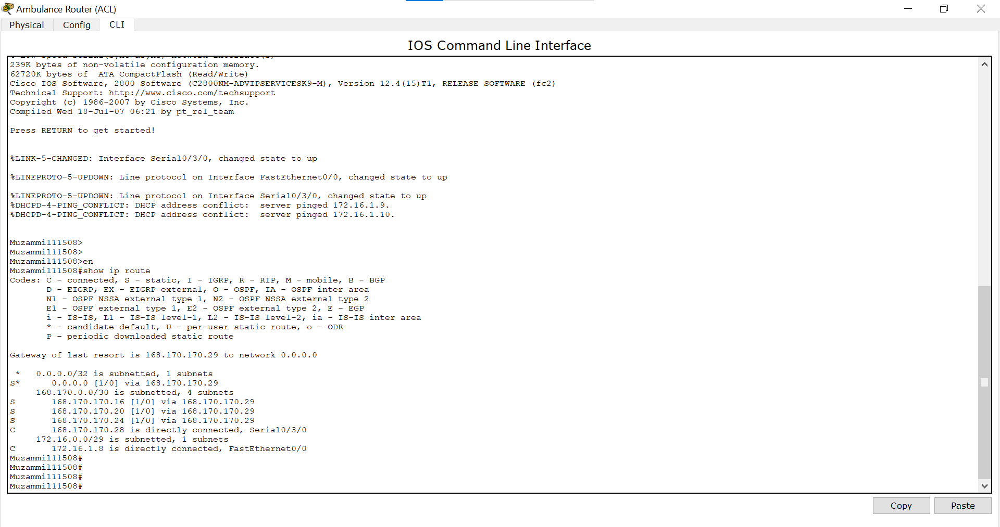 Ambulance Router (ACL)
Physical Config CLI
IOS Command Line Interface
239K bytes of non-volatile configuration memory.
62720K bytes of  ATA CompactFlash (Read/Write)
Cisco IOS Software, 2800 Software (C2800NM-ADVIPSERVICESK9-M), Version 12.4(15)T1, RELEASE SOFTWARE (fc2)
Technical Support: http://www.cisco.com/techsupport
Copyright (c) 1986-2007 by Cisco Systems, Inc.
Compiled Wed 18-Jul-07 06:21 by pt_rel_team
Press RETURN to get started!
%LINK-5-CHANGED: Interface Serial0/3/0, changed state to up
%LINEPROTO-5-UPDOWN: Line protocol on Interface FastEthernet0/0, changed state to up
%LINEPROTO-5-UPDOWN: Line protocol on Interface Serial0/3/0, changed state to up
%DHCPD-4-PING_CONFLICT: DHCP address conflict:  server pinged 172.16.1.9.
%DHCPD-4-PING_CONFLICT: DHCP address conflict:  server pinged 172.16.1.10.
Muzammil11508>
Muzammil11508>
Muzammil11508>en
Muzammil11508#show ip route
Codes: C - connected, S - static, I - IGRP, R - RIP, M - mobile, B - BGP
       D - EIGRP, EX - EIGRP external, O - OSPF, IA - OSPF inter area
       N1 - OSPF NSSA external type 1, N2 - OSPF NSSA external type 2
       E1 - OSPF external type 1, E2 - OSPF external type 2, E - EGP
       i - IS-IS, L1 - IS-IS level-1, L2 - IS-IS level-2, ia - IS-IS inter area
       * - candidate default, U - per-user static route, o - ODR
       P - periodic downloaded static route
Gateway of last resort is 168.170.170.29 to network 0.0.0.0
 *   0.0.0.0/32 is subnetted, 1 subnets
S*      0.0.0.0 [1/0] via 168.170.170.29
     168.170.0.0/30 is subnetted, 4 subnets
S       168.170.170.16 [1/0] via 168.170.170.29
S       168.170.170.20 [1/0] via 168.170.170.29
S       168.170.170.24 [1/0] via 168.170.170.29
C       168.170.170.28 is directly connected, Serial0/3/0
     172.16.0.0/29 is subnetted, 1 subnets
C       172.16.1.8 is directly connected, FastEthernet0/0
Muzammil11508#
Muzammil11508#
Muzammil11508#
Muzammil11508#
Copy Paste